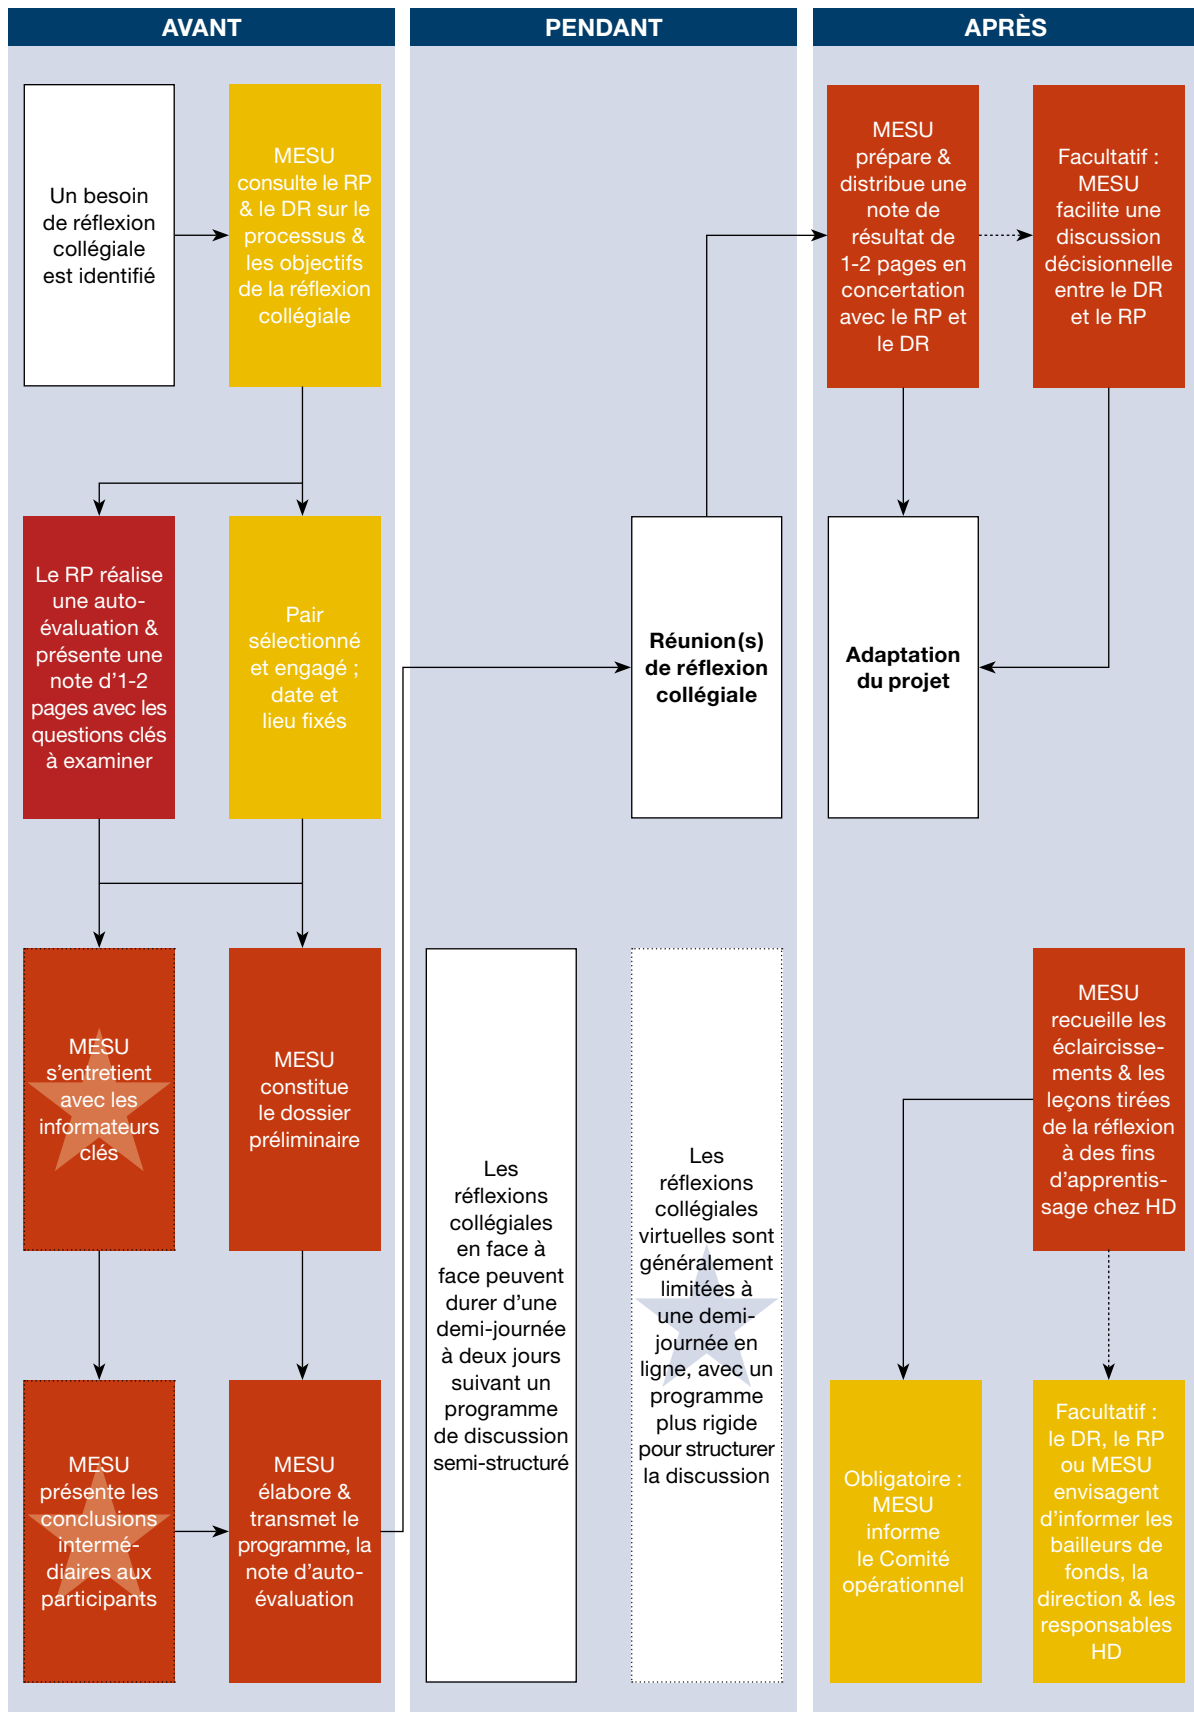 AVANT
Un besoin
de réflexion
collégiale
est identifié
MESU
consulte le RP
& le DR sur le
processus &
les objectifs
de la réflexion
collégiale
Le RP réalise
une auto-
évaluation &
présente une
note d'1-2
pages avec les
questions clés
à examiner
Pair
sélectionné
et engagé ;
date et
lieu fixés
MESU
s'entretient
avec les
informateurs
clés
MESU
constitue
le dossier
préliminaire
MESU
présente les
conclusions
intermé-
diaires aux
participants
MESU
élabore &
transmet le
programme, la
note d'auto-
évaluation
PENDANT
Réunion(s)
de réflexion
collégiale
Les
réflexions
collégiales
en face à
face peuvent
durer d'une
demi-journée
à deux jours
suivant un
programme
de discussion
semi-structuré
Les
réflexions
collégiales
virtuelles sont
généralement
limitées à
une demi-
journée en
ligne, avec un
programme
plus rigide
pour structurer
la discussion
APRÈS
MESU
prépare &
distribue une
note de
résultat de
1-2 pages en
concertation
avec le RP et
le DR
Facultatif :
MESU
facilite une
discussion
décisionnelle
entre le DR
et le RP
Adaptation
du projet
MESU
recueille les
éclaircisse-
ments & les
leçons tirées
de la réflexion
à des fins
d'apprentis-
sage chez HD
Obligatoire :
MESU
informe
le Comité
opérationnel
Facultatif :
le DR, le RP
ou MESU
envisagent
d'informer les
bailleurs de
fonds, la
direction & les
responsables
HD